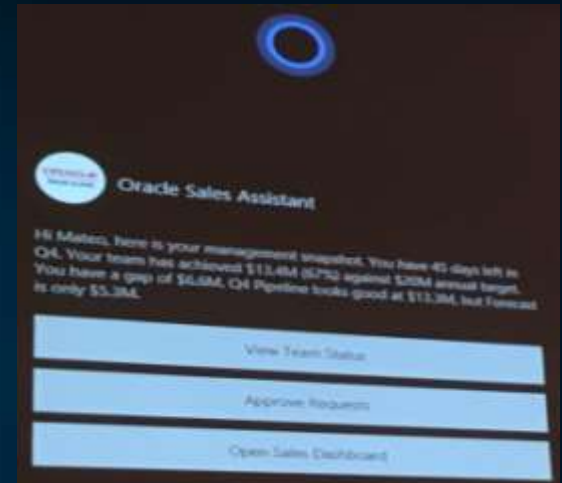 Oracle Sales Assistant
Hi Mateo, here is your management snapshot. You have 45 days left in
Q4. Your team has achieved $13.4M (67%) against $20M annual target.
You have a gap of $6.6M. Q4 Pipeline looks good at $13.3M, but Forecast
is only $5.3M.
View Team Status
Approve Requests
Open Sales Dashboard